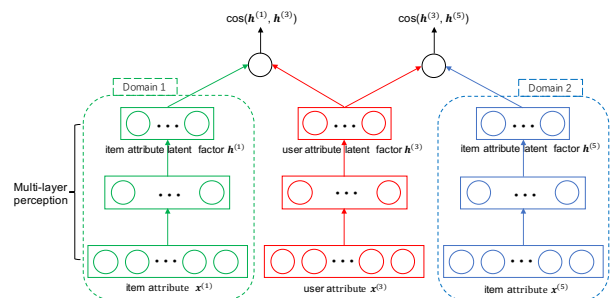 cos(𝒉⁽¹⁾, 𝒉⁽³⁾) cos(𝒉⁽³⁾, 𝒉⁽⁵⁾)
Domain 1 Domain 2
item attribute latent factor 𝒉⁽¹⁾ user attribute latent factor 𝒉⁽³⁾ item attribute latent factor 𝒉⁽⁵⁾
Multi-layer
perception
item attribute 𝒙⁽¹⁾ user attribute 𝒙⁽³⁾ item attribute 𝒙⁽⁵⁾